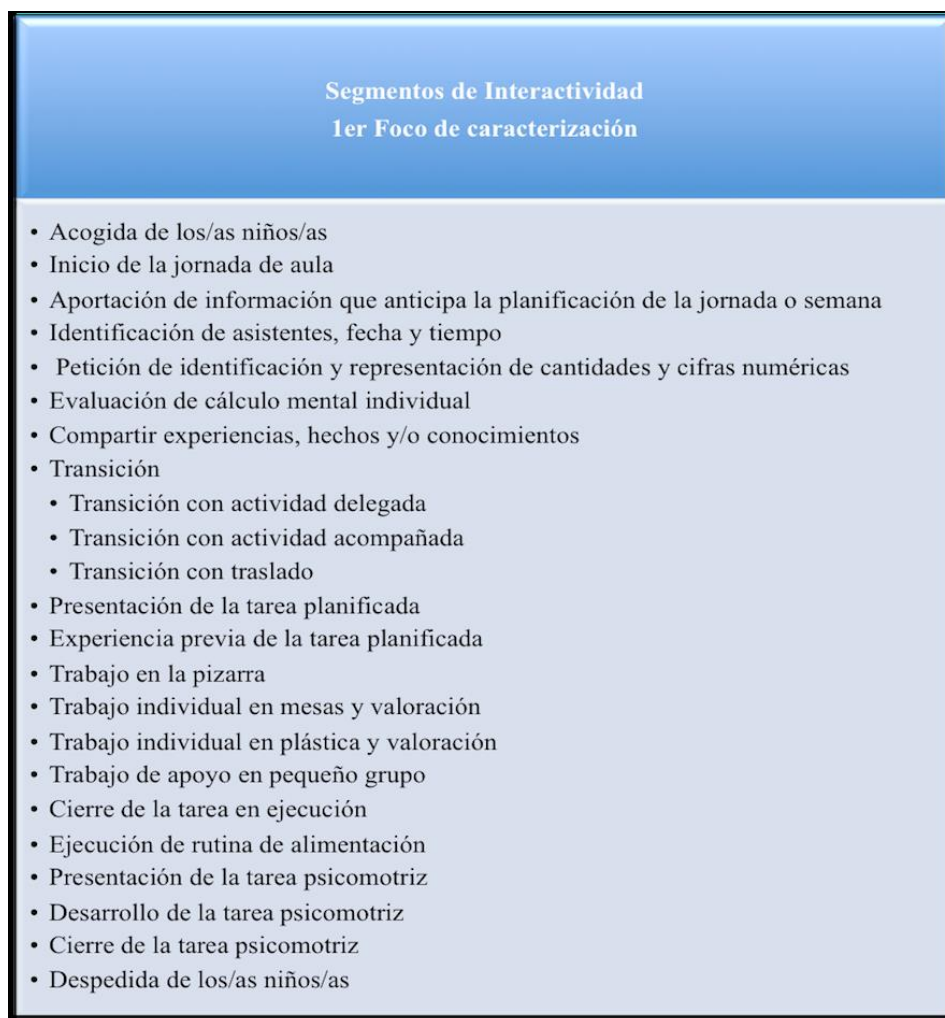 Segmentos de Interactividad
1er Foco de caracterización
• Acogida de los/as niños/as
• Inicio de la jornada de aula
• Aportación de información que anticipa la planificación de la jornada o semana
• Identificación de asistentes, fecha y tiempo
• Petición de identificación y representación de cantidades y cifras numéricas
• Evaluación de cálculo mental individual
• Compartir experiencias, hechos y/o conocimientos
• Transición
• Transición con actividad delegada
• Transición con actividad acompañada
• Transición con traslado
• Presentación de la tarea planificada
• Experiencia previa de la tarea planificada
• Trabajo en la pizarra
• Trabajo individual en mesas y valoración
• Trabajo individual en plástica y valoración
• Trabajo de apoyo en pequeño grupo
• Cierre de la tarea en ejecución
• Ejecución de rutina de alimentación
• Presentación de la tarea psicomotriz
• Desarrollo de la tarea psicomotriz
• Cierre de la tarea psicomotriz
• Despedida de los/as niños/as